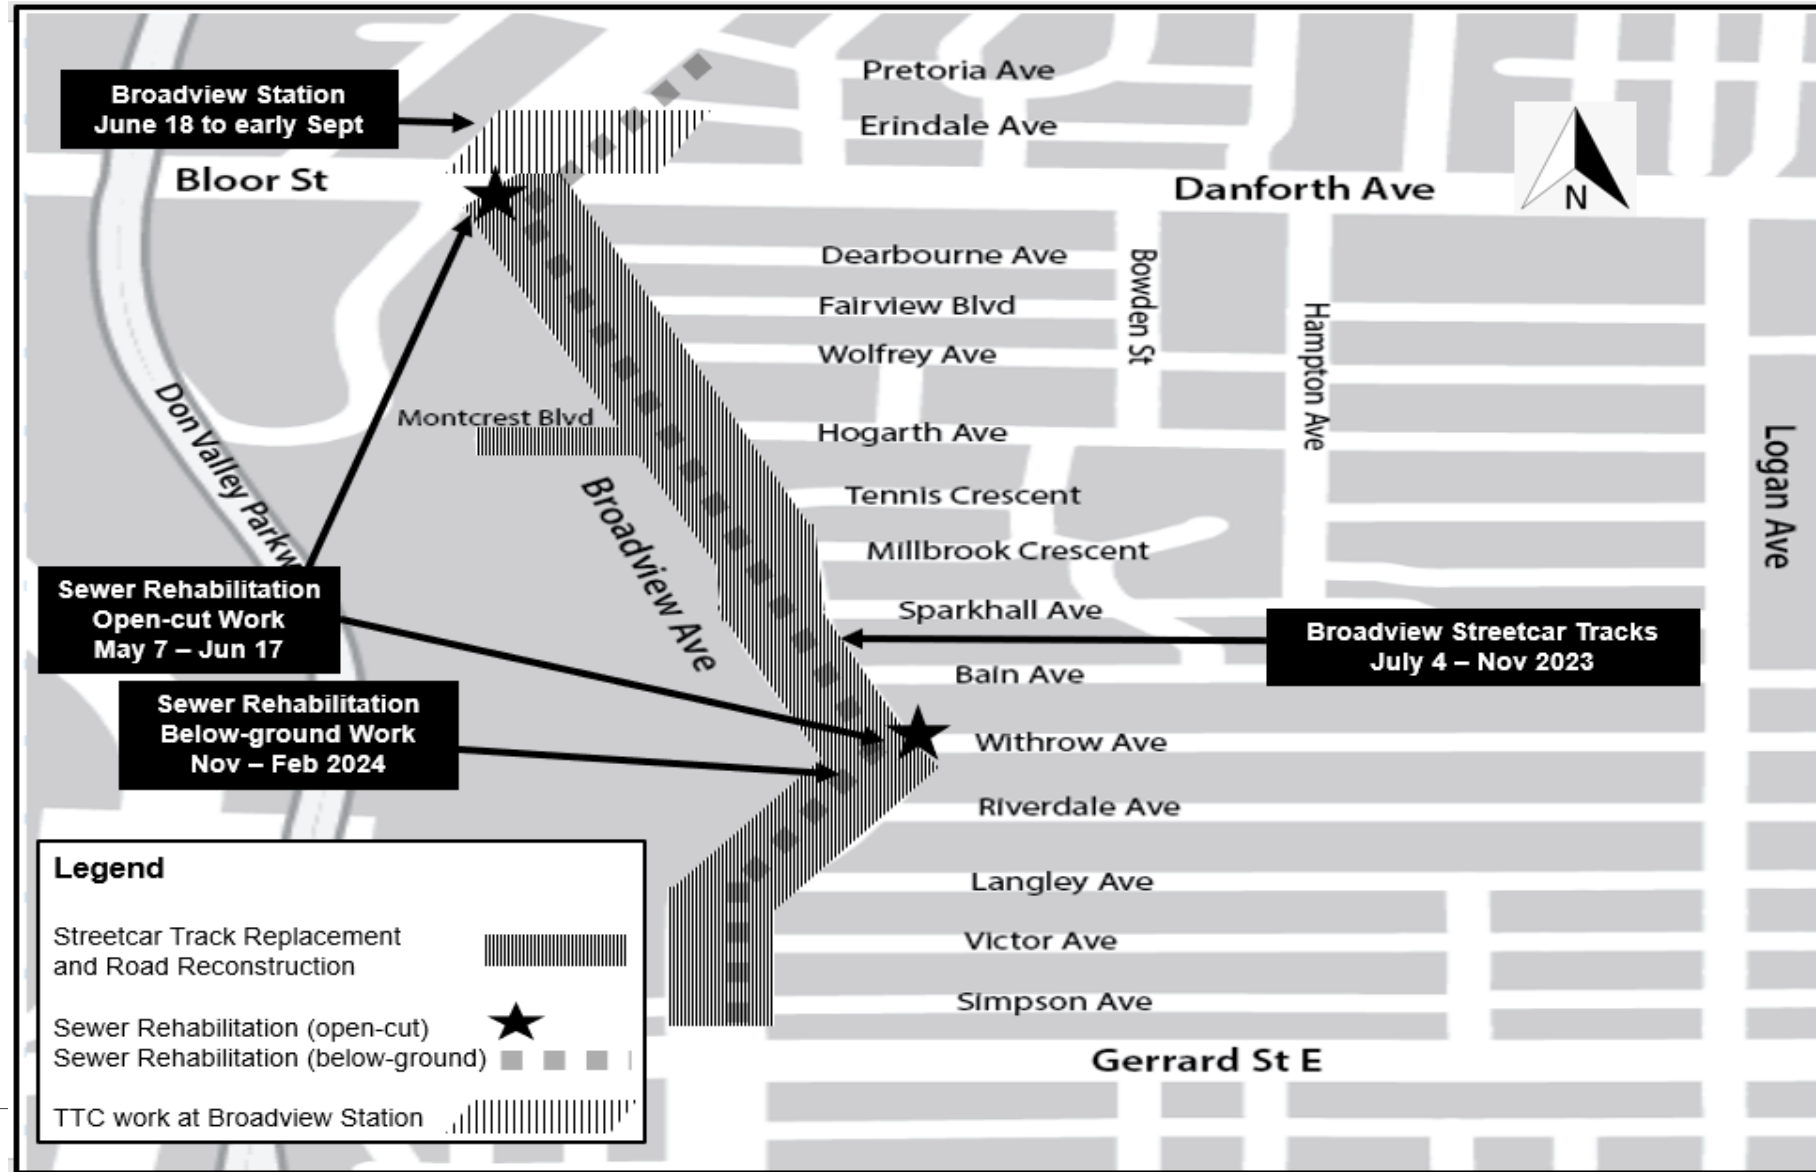 Pretoria Ave
Broadview Station
June 18 to early Sept
Erindale Ave
Bloor St
Danforth Ave
N
Dearbourne Ave
Bowden St
Fairview Blvd
Hampton Ave
Wolfrey Ave
Don Valley Parkw
Montcrest Blvd
Hogarth Ave
Logan Ave
Broadview Ave
Tennis Crescent
Millbrook Crescent
Sewer Rehabilitation
Open-cut Work
May 7 – Jun 17
Sparkhall Ave
Broadview Streetcar Tracks
July 4 – Nov 2023
Bain Ave
Sewer Rehabilitation
Below-ground Work
Nov – Feb 2024
Withrow Ave
Riverdale Ave
Langley Ave
Victor Ave
Simpson Ave
Gerrard St E
Legend
Streetcar Track Replacement
and Road Reconstruction
Sewer Rehabilitation (open-cut)
Sewer Rehabilitation (below-ground)
TTC work at Broadview Station